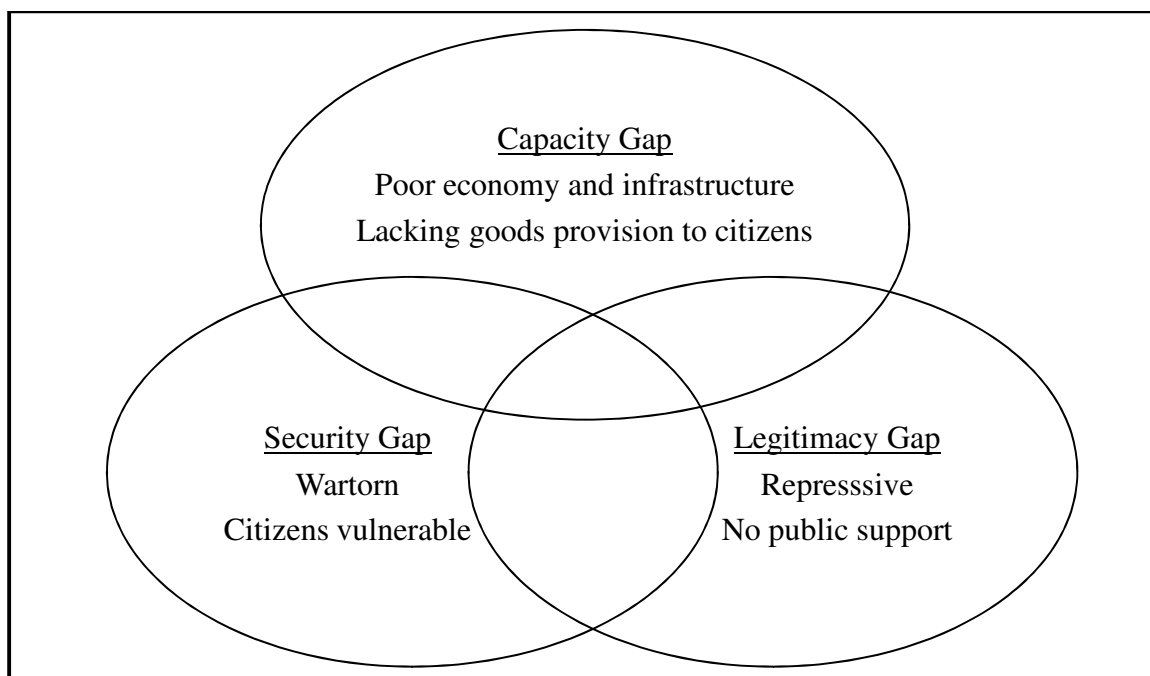 Capacity Gap
Poor economy and infrastructure
Lacking goods provision to citizens
Security Gap
Wartorn
Citizens vulnerable
Legitimacy Gap
Represssive
No public support